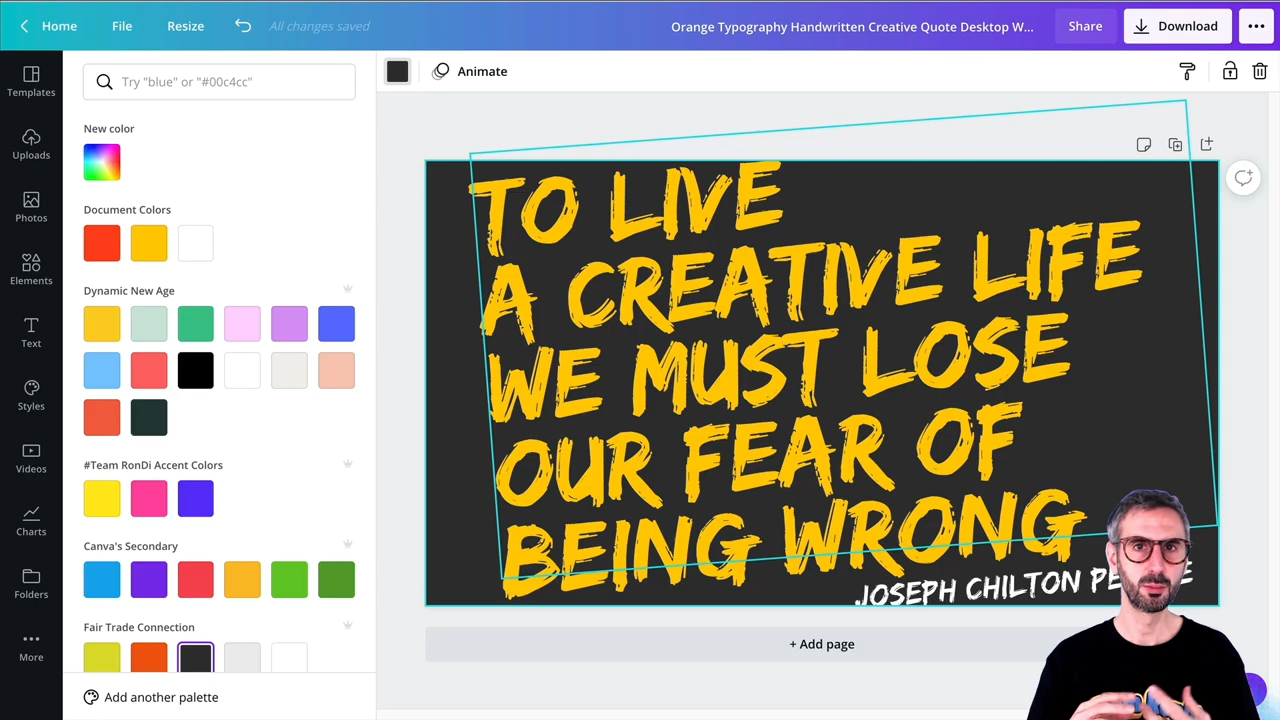 Home
File
Resize
All changes saved
Orange Typography Handwritten Creative Quote Desktop W...
Share
Download
Templates
Uploads
Photos
Elements
Text
Styles
Videos
Charts
Folders
More
Try "blue" or "#00c4cc"
New color
Document Colors
Dynamic New Age
#Team RonDi Accent Colors
Canva's Secondary
Fair Trade Connection
Add another palette
Animate
TO LIVE
A CREATIVE LIFE
WE MUST LOSE
OUR FEAR OF
BEING WRONG
JOSEPH CHILTON
+ Add page